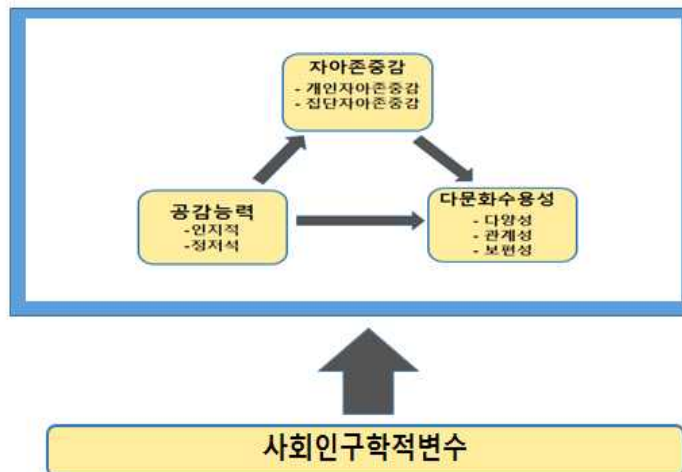 자아존중감
- 개인자아존중감
- 집단자아존중감
공감능력
-인지적
-정저석
다문화수용성
- 다양성
- 관계성
- 보편성
사회인구학적변수